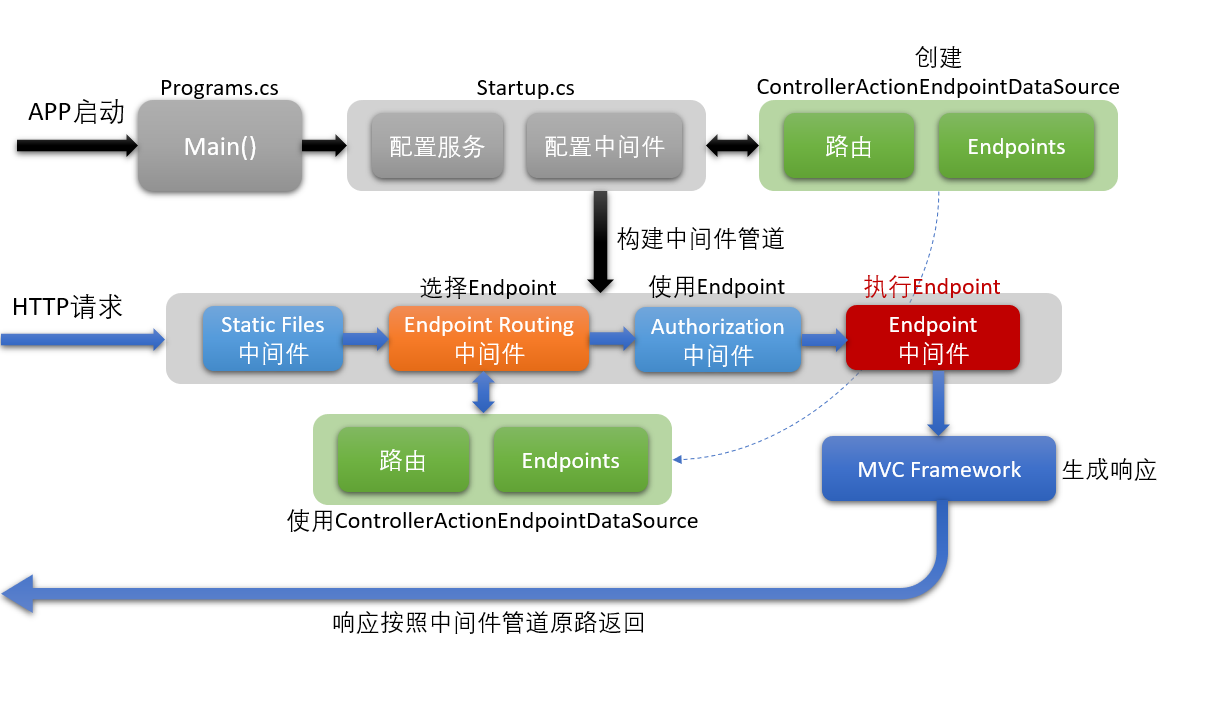 创建
Programs.cs
Startup.cs
ControllerActionEndpointDataSource
APP启动
Main()
配置服务
配置中间件
路由
Endpoints
构建中间件管道
HTTP请求
选择Endpoint
使用Endpoint
执行Endpoint
Static Files
中间件
Endpoint Routing
中间件
Authorization
中间件
Endpoint
中间件
路由
Endpoints
使用ControllerActionEndpointDataSource
MVC Framework
生成响应
响应按照中间件管道原路返回